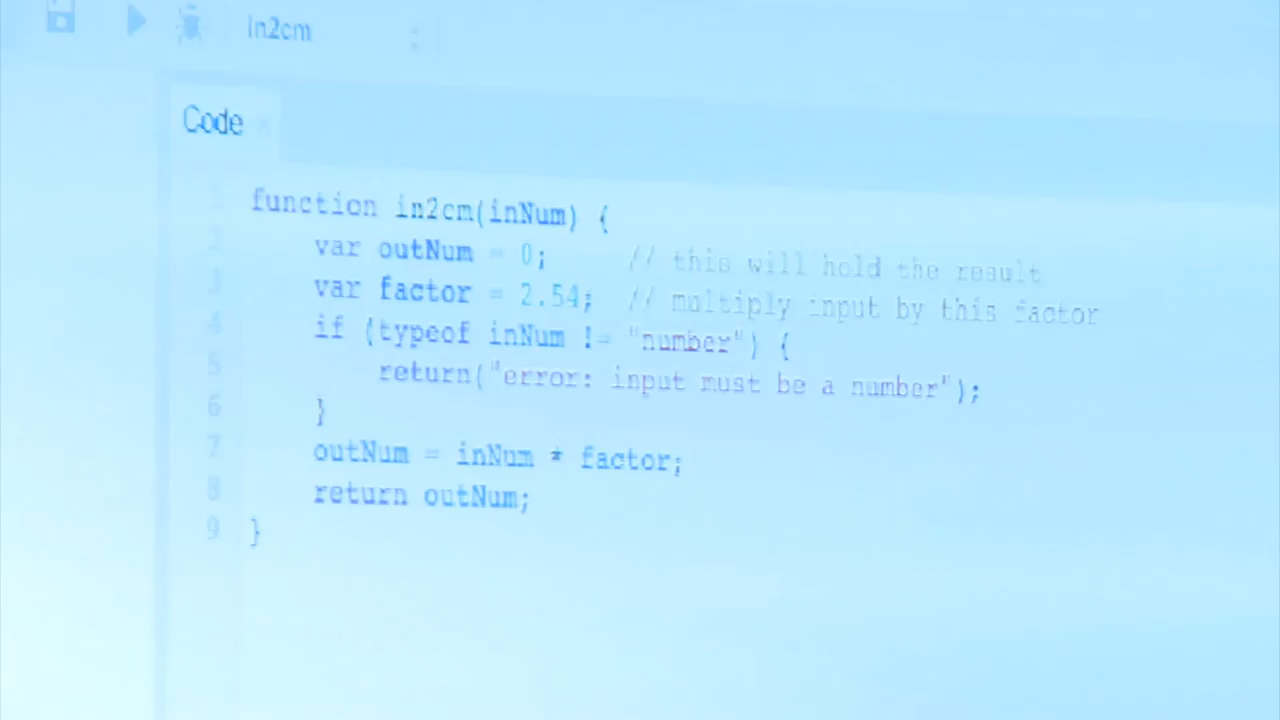 in2cm
Code
1 function in2cm(inNum) {
2 var outNum = 0; // this will hold the result
3 var factor = 2.54; // multiply input by this factor
4 if (typeof inNum != "number") {
5 return("error: input must be a number");
6 }
7 outNum = inNum * factor;
8 return outNum;
9 }